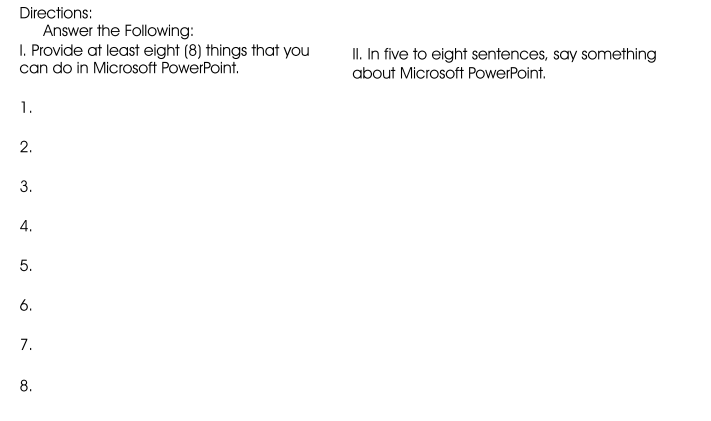 Directions:
Answer the Following:
I. Provide at least eight (8) things that you
can do in Microsoft PowerPoint.
1.
2.
3.
4.
5.
6.
7.
8.
II. In five to eight sentences, say something
about Microsoft PowerPoint.